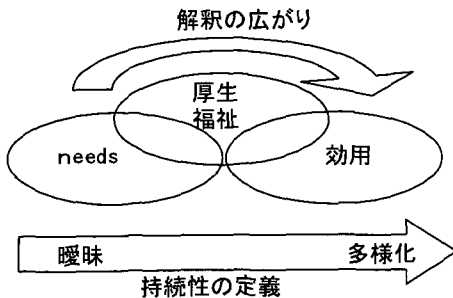 解釈の広がり
厚生
福祉
needs
効用
曖昧
多様化
持続性の定義